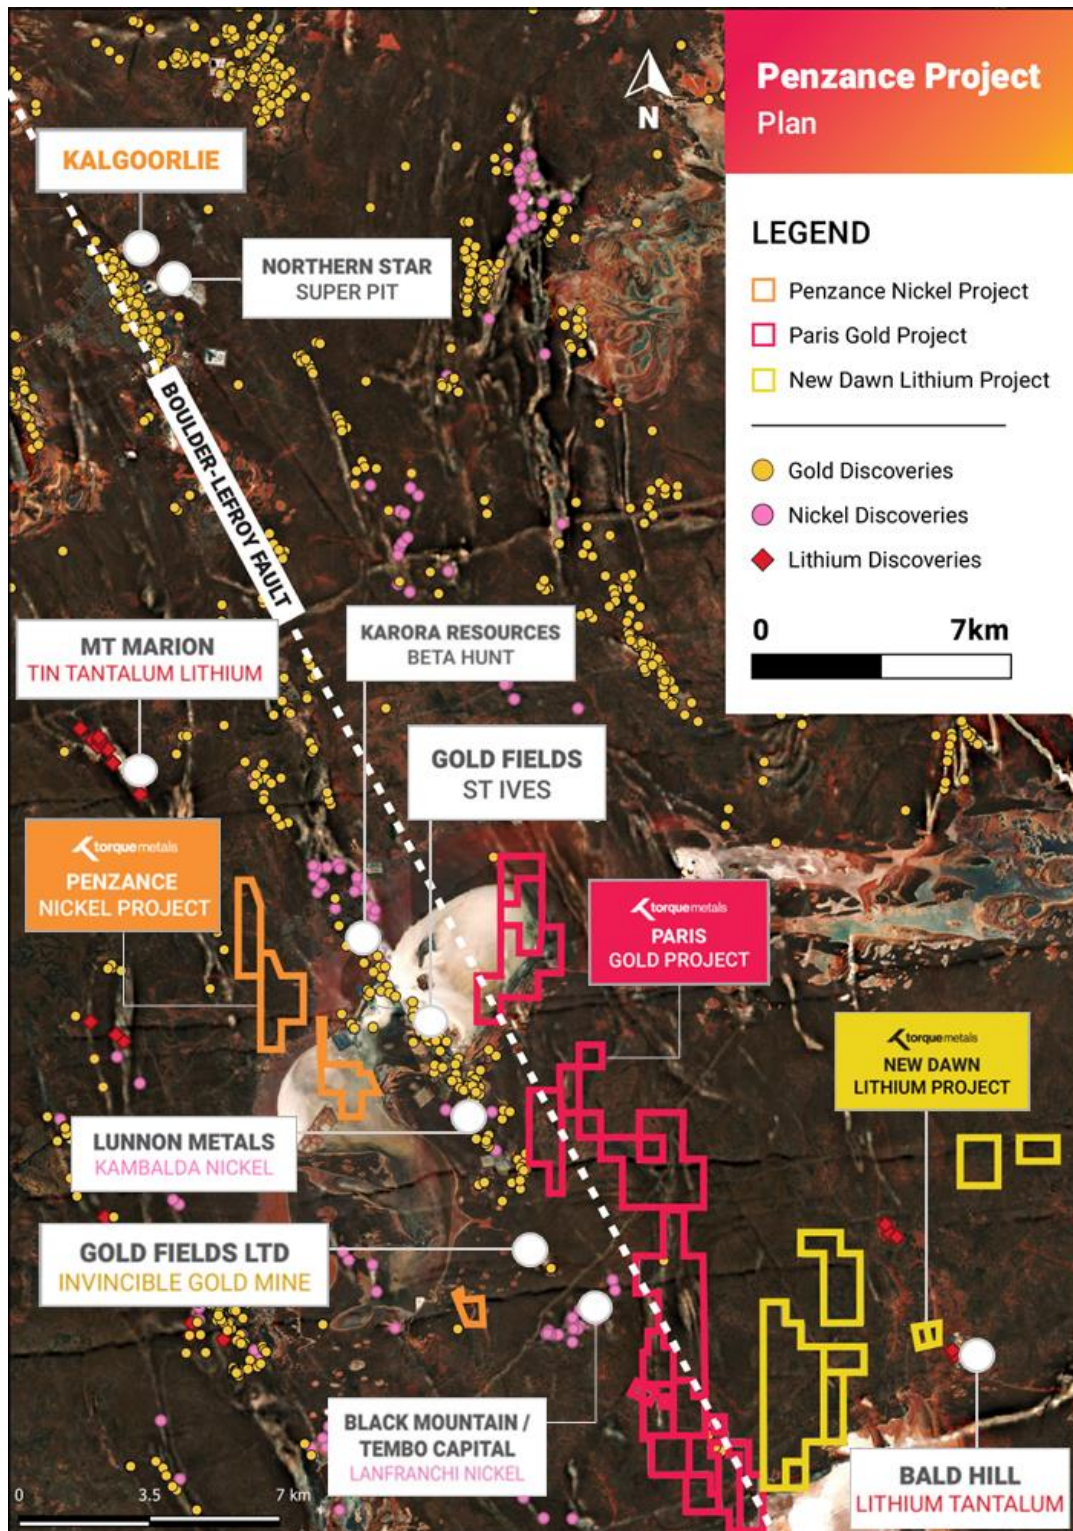 Penzance Project
Plan
N
KALGOORLIE
NORTHERN STAR
SUPER PIT
LEGEND
Penzance Nickel Project
Paris Gold Project
New Dawn Lithium Project
Gold Discoveries
Nickel Discoveries
Lithium Discoveries
0 7km
BOULDER-LEFROY FAULT
MT MARION
TIN TANTALUM LITHIUM
KARORA RESOURCES
BETA HUNT
GOLD FIELDS
ST IVES
torquemetals
PENZANCE
NICKEL PROJECT
torquemetals
PARIS
GOLD PROJECT
torquemetals
NEW DAWN
LITHIUM PROJECT
LUNNON METALS
KAMBALDA NICKEL
GOLD FIELDS LTD
INVINCIBLE GOLD MINE
BLACK MOUNTAIN /
TEMBO CAPITAL
LANFRANCHI NICKEL
BALD HILL
LITHIUM TANTALUM
0 3.5 7 km